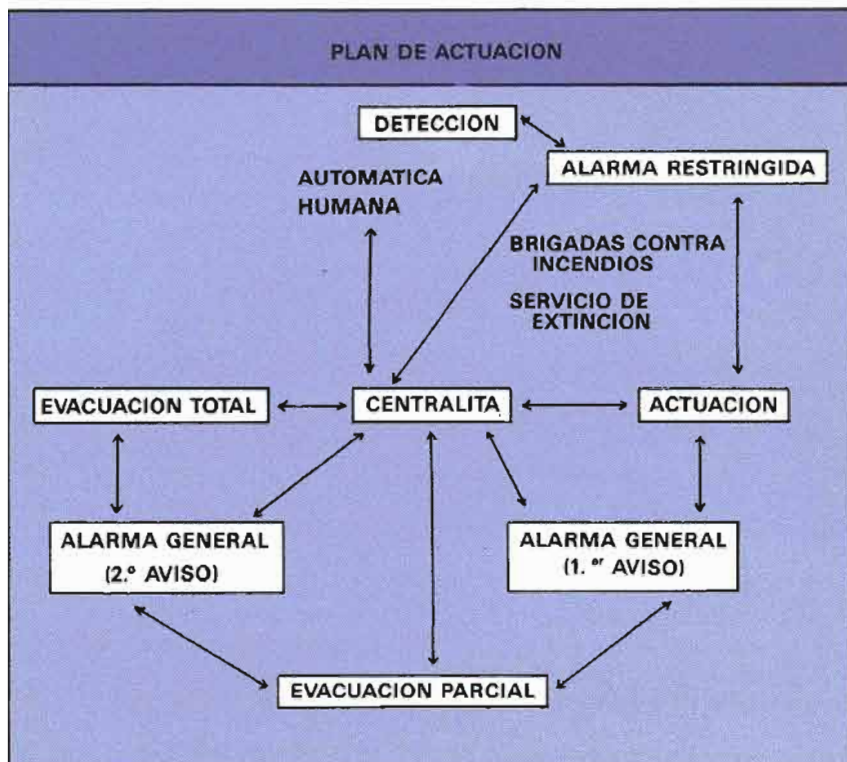 PLAN DE ACTUACION
DETECCION
ALARMA RESTRINGIDA
AUTOMATICA
HUMANA
BRIGADAS CONTRA
INCENDIOS
SERVICIO DE
EXTINCION
EVACUACION TOTAL
CENTRALITA
ACTUACION
ALARMA GENERAL
(2.º AVISO)
ALARMA GENERAL
(1.er AVISO)
EVACUACION PARCIAL